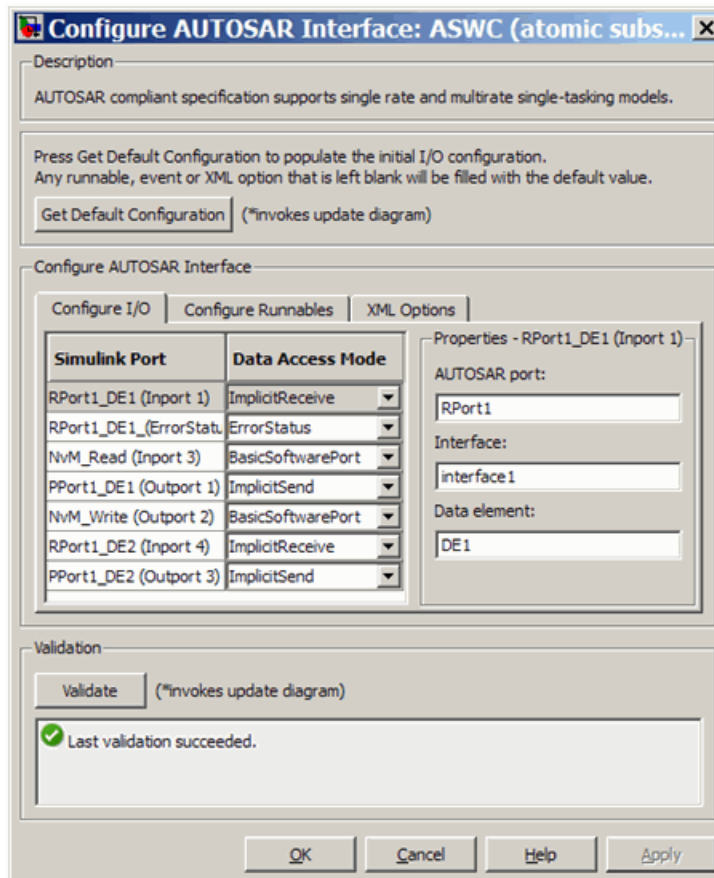 Configure AUTOSAR Interface: ASWC (atomic subs...
Description
AUTOSAR compliant specification supports single rate and multirate single-tasking models.
Press Get Default Configuration to populate the initial I/O configuration.
Any runnable, event or XML option that is left blank will be filled with the default value.
Get Default Configuration (*invokes update diagram)
Configure AUTOSAR Interface
Configure I/O Configure Runnables XML Options
Simulink Port Data Access Mode
RPort1_DE1 (Inport 1) ImplicitReceive
RPort1_DE1_(ErrorStatu ErrorStatus
NvM_Read (Inport 3) BasicSoftwarePort
PPort1_DE1 (Outport 1) ImplicitSend
NvM_Write (Outport 2) BasicSoftwarePort
RPort1_DE2 (Inport 4) ImplicitReceive
PPort1_DE2 (Outport 3) ImplicitSend
Properties - RPort1_DE1 (Inport 1)
AUTOSAR port:
RPort1
Interface:
interface1
Data element:
DE1
Validation
Validate (*invokes update diagram)
Last validation succeeded.
OK Cancel Help Apply